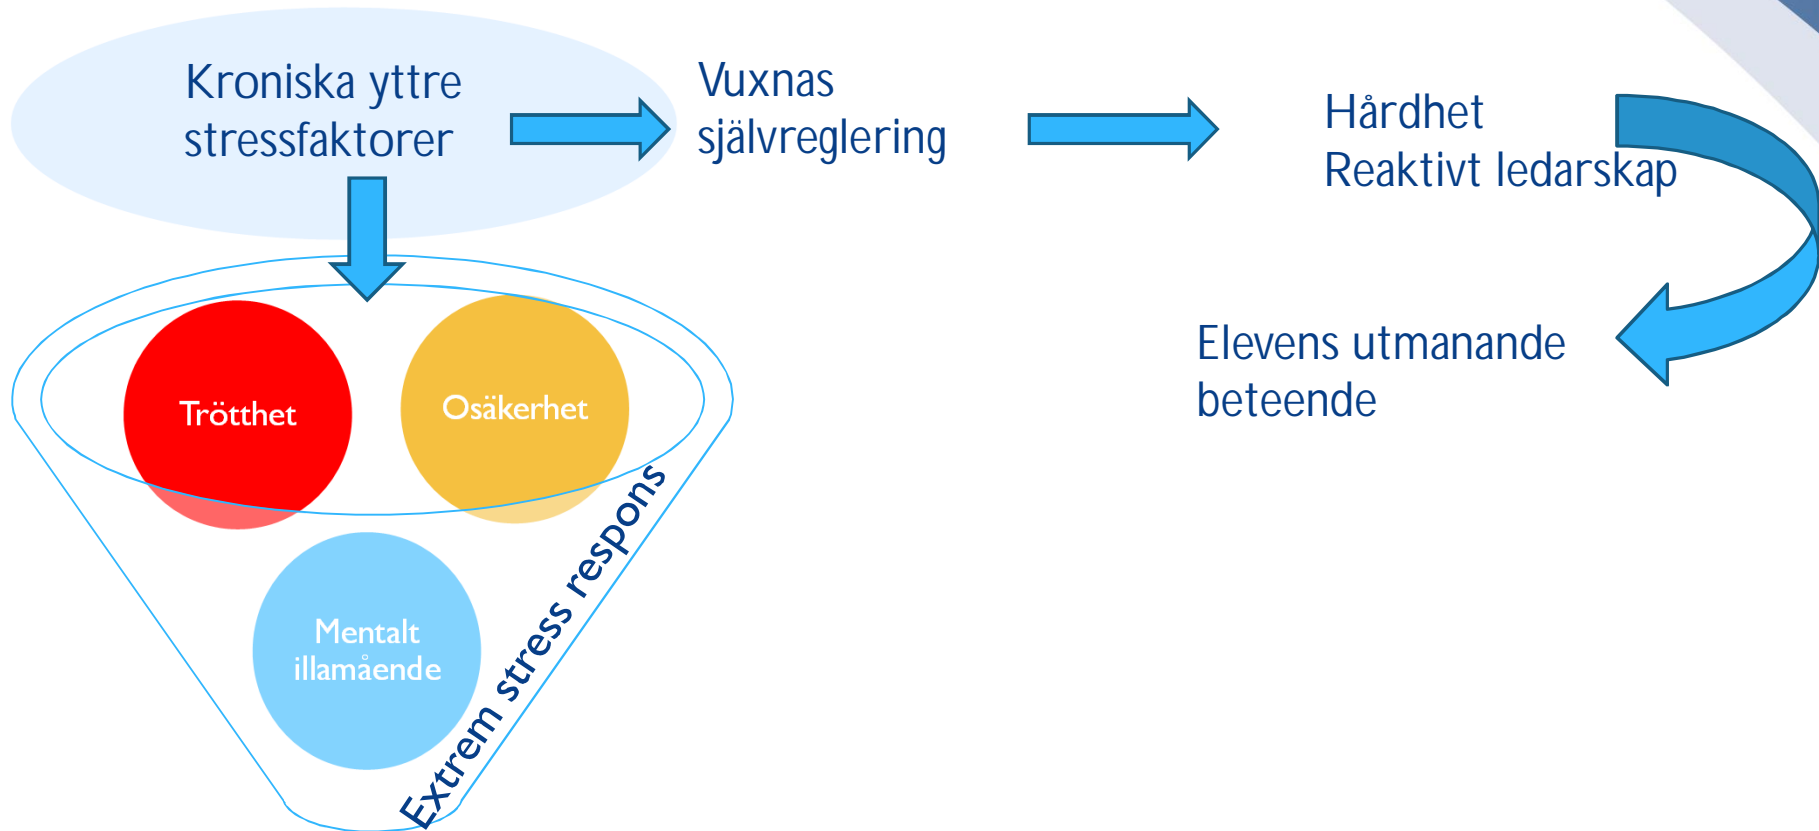 Kroniska yttre
stressfaktorer
Vuxnas
självreglering
Hårdhet
Reaktivt ledarskap
Elevens utmanande
beteende
Trötthet
Osäkerhet
Mentalt
illamående
Extrem stress respons